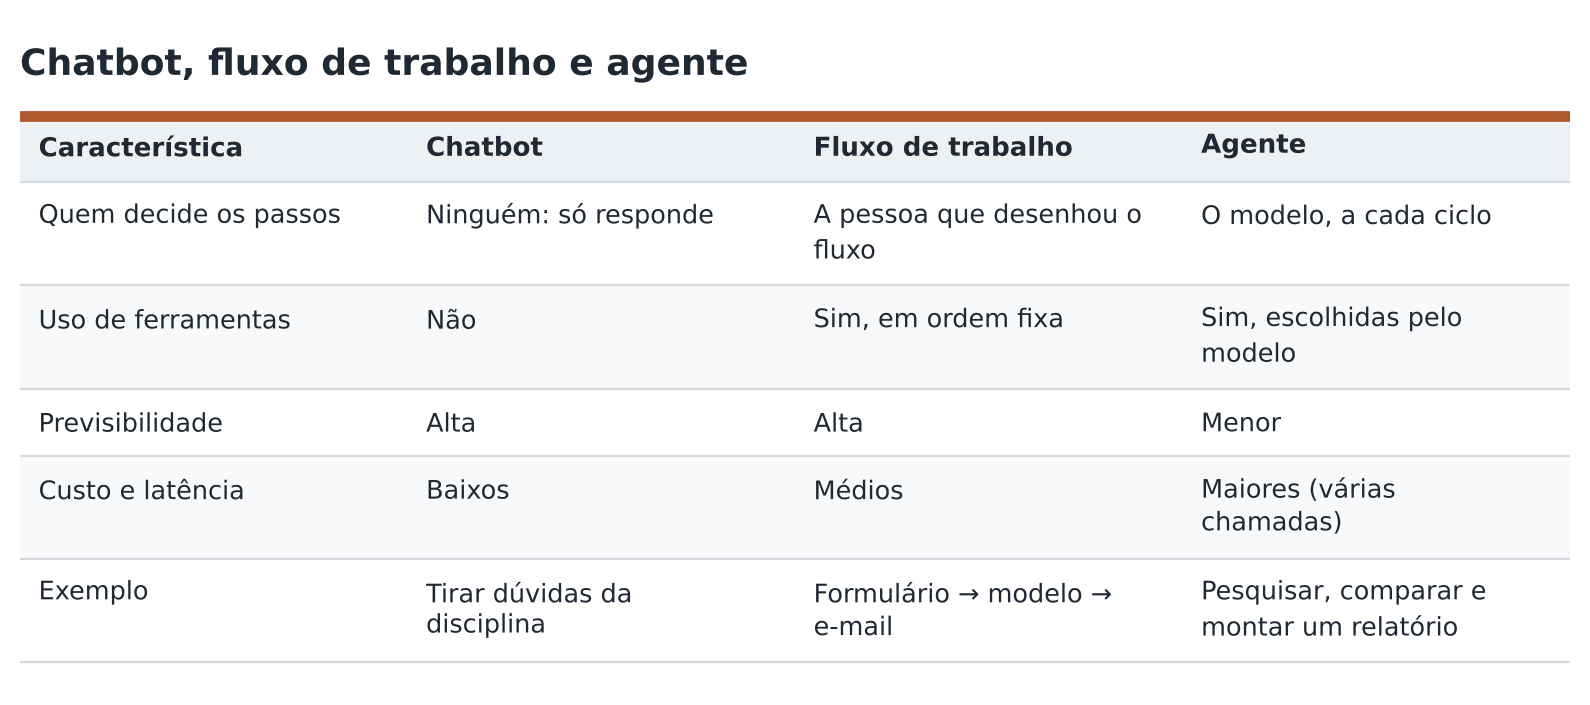 Chatbot, fluxo de trabalho e agente
Característica
Chatbot
Fluxo de trabalho
Agente
Quem decide os passos
Ninguém: só responde
A pessoa que desenhou o
fluxo
O modelo, a cada ciclo
Uso de ferramentas
Não
Sim, em ordem fixa
Sim, escolhidas pelo
modelo
Previsibilidade
Alta
Alta
Menor
Custo e latência
Baixos
Médios
Maiores (várias
chamadas)
Exemplo
Tirar dúvidas da
disciplina
Formulário → modelo →
e-mail
Pesquisar, comparar e
montar um relatório